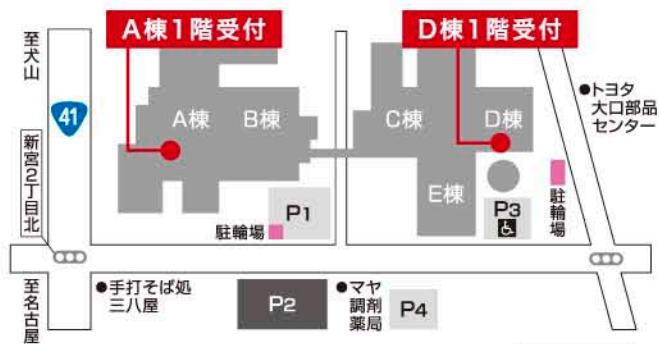 A棟1階受付
D棟1階受付
至犬山
41
新宮2丁目北
至名古屋
A棟
B棟
C棟
D棟
E棟
●トヨタ
大口部品
センター
P1
駐輪場
P3
駐輪場
●手打そば処
三八屋
P2
●マヤ
調剤
薬局
P4